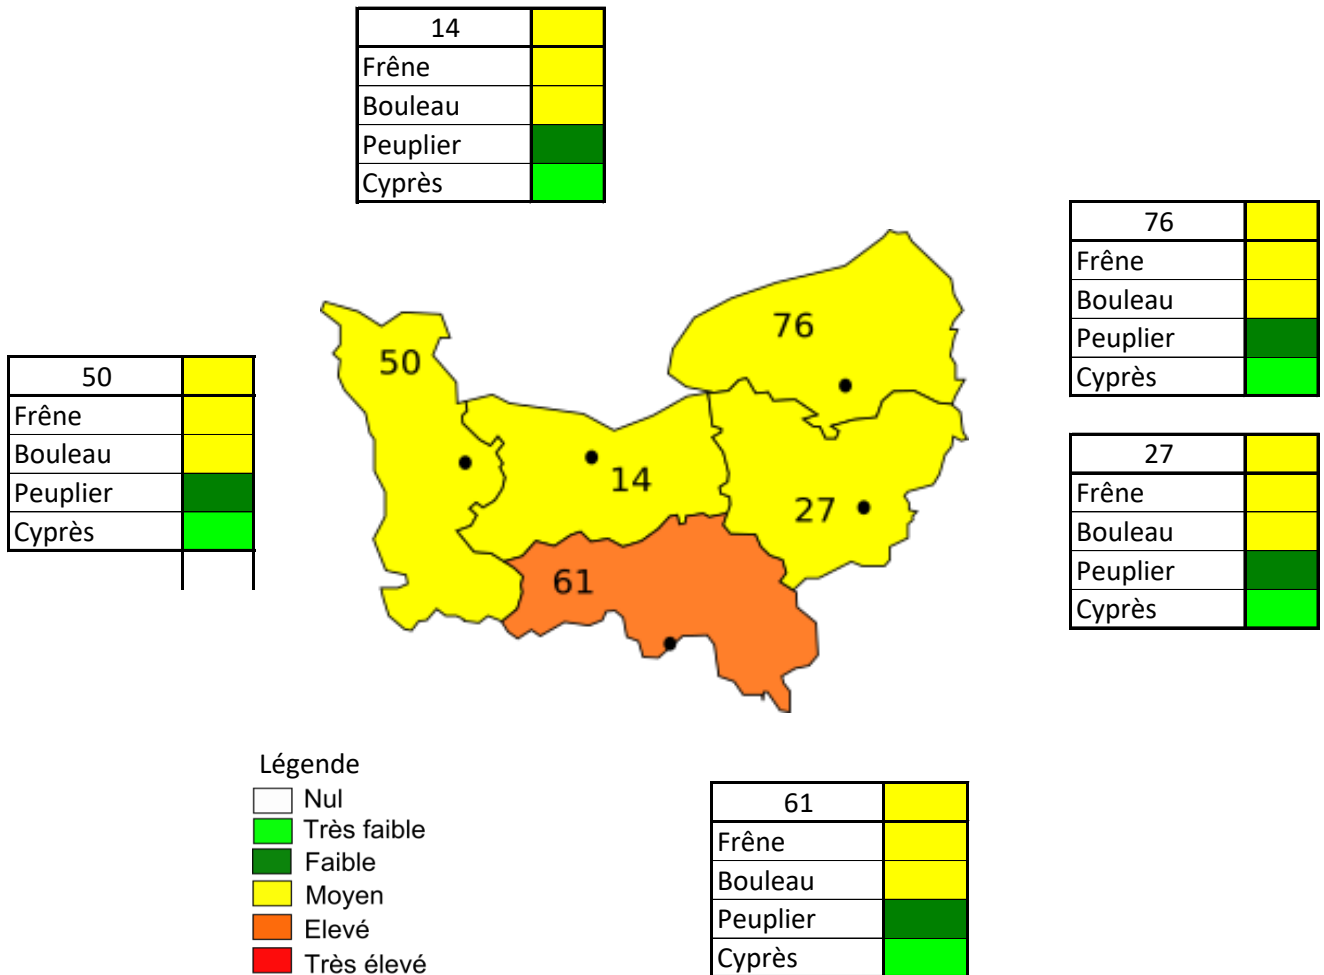 14
Frêne
Bouleau
Peuplier
Cyprès
76
Frêne
Bouleau
Peuplier
Cyprès
50
Frêne
Bouleau
Peuplier
Cyprès
76
50
14
27
61
27
Frêne
Bouleau
Peuplier
Cyprès
Légende
Nul
Très faible
Faible
Moyen
Elevé
Très élevé
61
Frêne
Bouleau
Peuplier
Cyprès